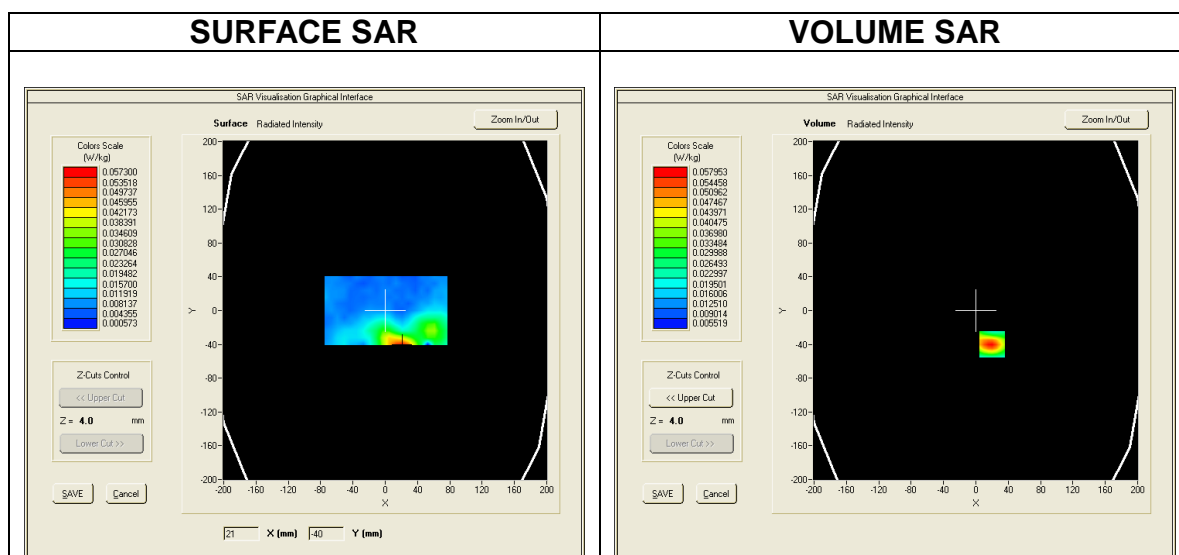 SURFACE SAR
VOLUME SAR
SAR Visualisation Graphical Interface
Surface Radiated Intensity
Zoom In/Out
Colors Scale
(W/kg)
0.057300
0.053518
0.049737
0.045955
0.042173
0.038391
0.034609
0.030828
0.027046
0.023264
0.019482
0.015700
0.011919
0.008137
0.004355
0.000573
Z-Cuts Control
<< Upper Cut
Z = 4.0 mm
Lower Cut >>
SAVE Cancel
200
160
120
80
40
0
-40
-80
-120
-160
-200
Y
-200 -160 -120 -80 -40 0 40 80 120 160 200
X
21 X (mm) -40 Y (mm)
SAR Visualisation Graphical Interface
Volume Radiated Intensity
Zoom In/Out
Colors Scale
(W/kg)
0.057953
0.054458
0.050962
0.047467
0.043971
0.040475
0.036980
0.033484
0.029988
0.026493
0.022997
0.019501
0.016006
0.012510
0.009014
0.005519
Z-Cuts Control
<< Upper Cut
Z = 4.0 mm
Lower Cut >>
SAVE Cancel
200
160
120
80
40
0
-40
-80
-120
-160
-200
Y
-200 -160 -120 -80 -40 0 40 80 120 160 200
X